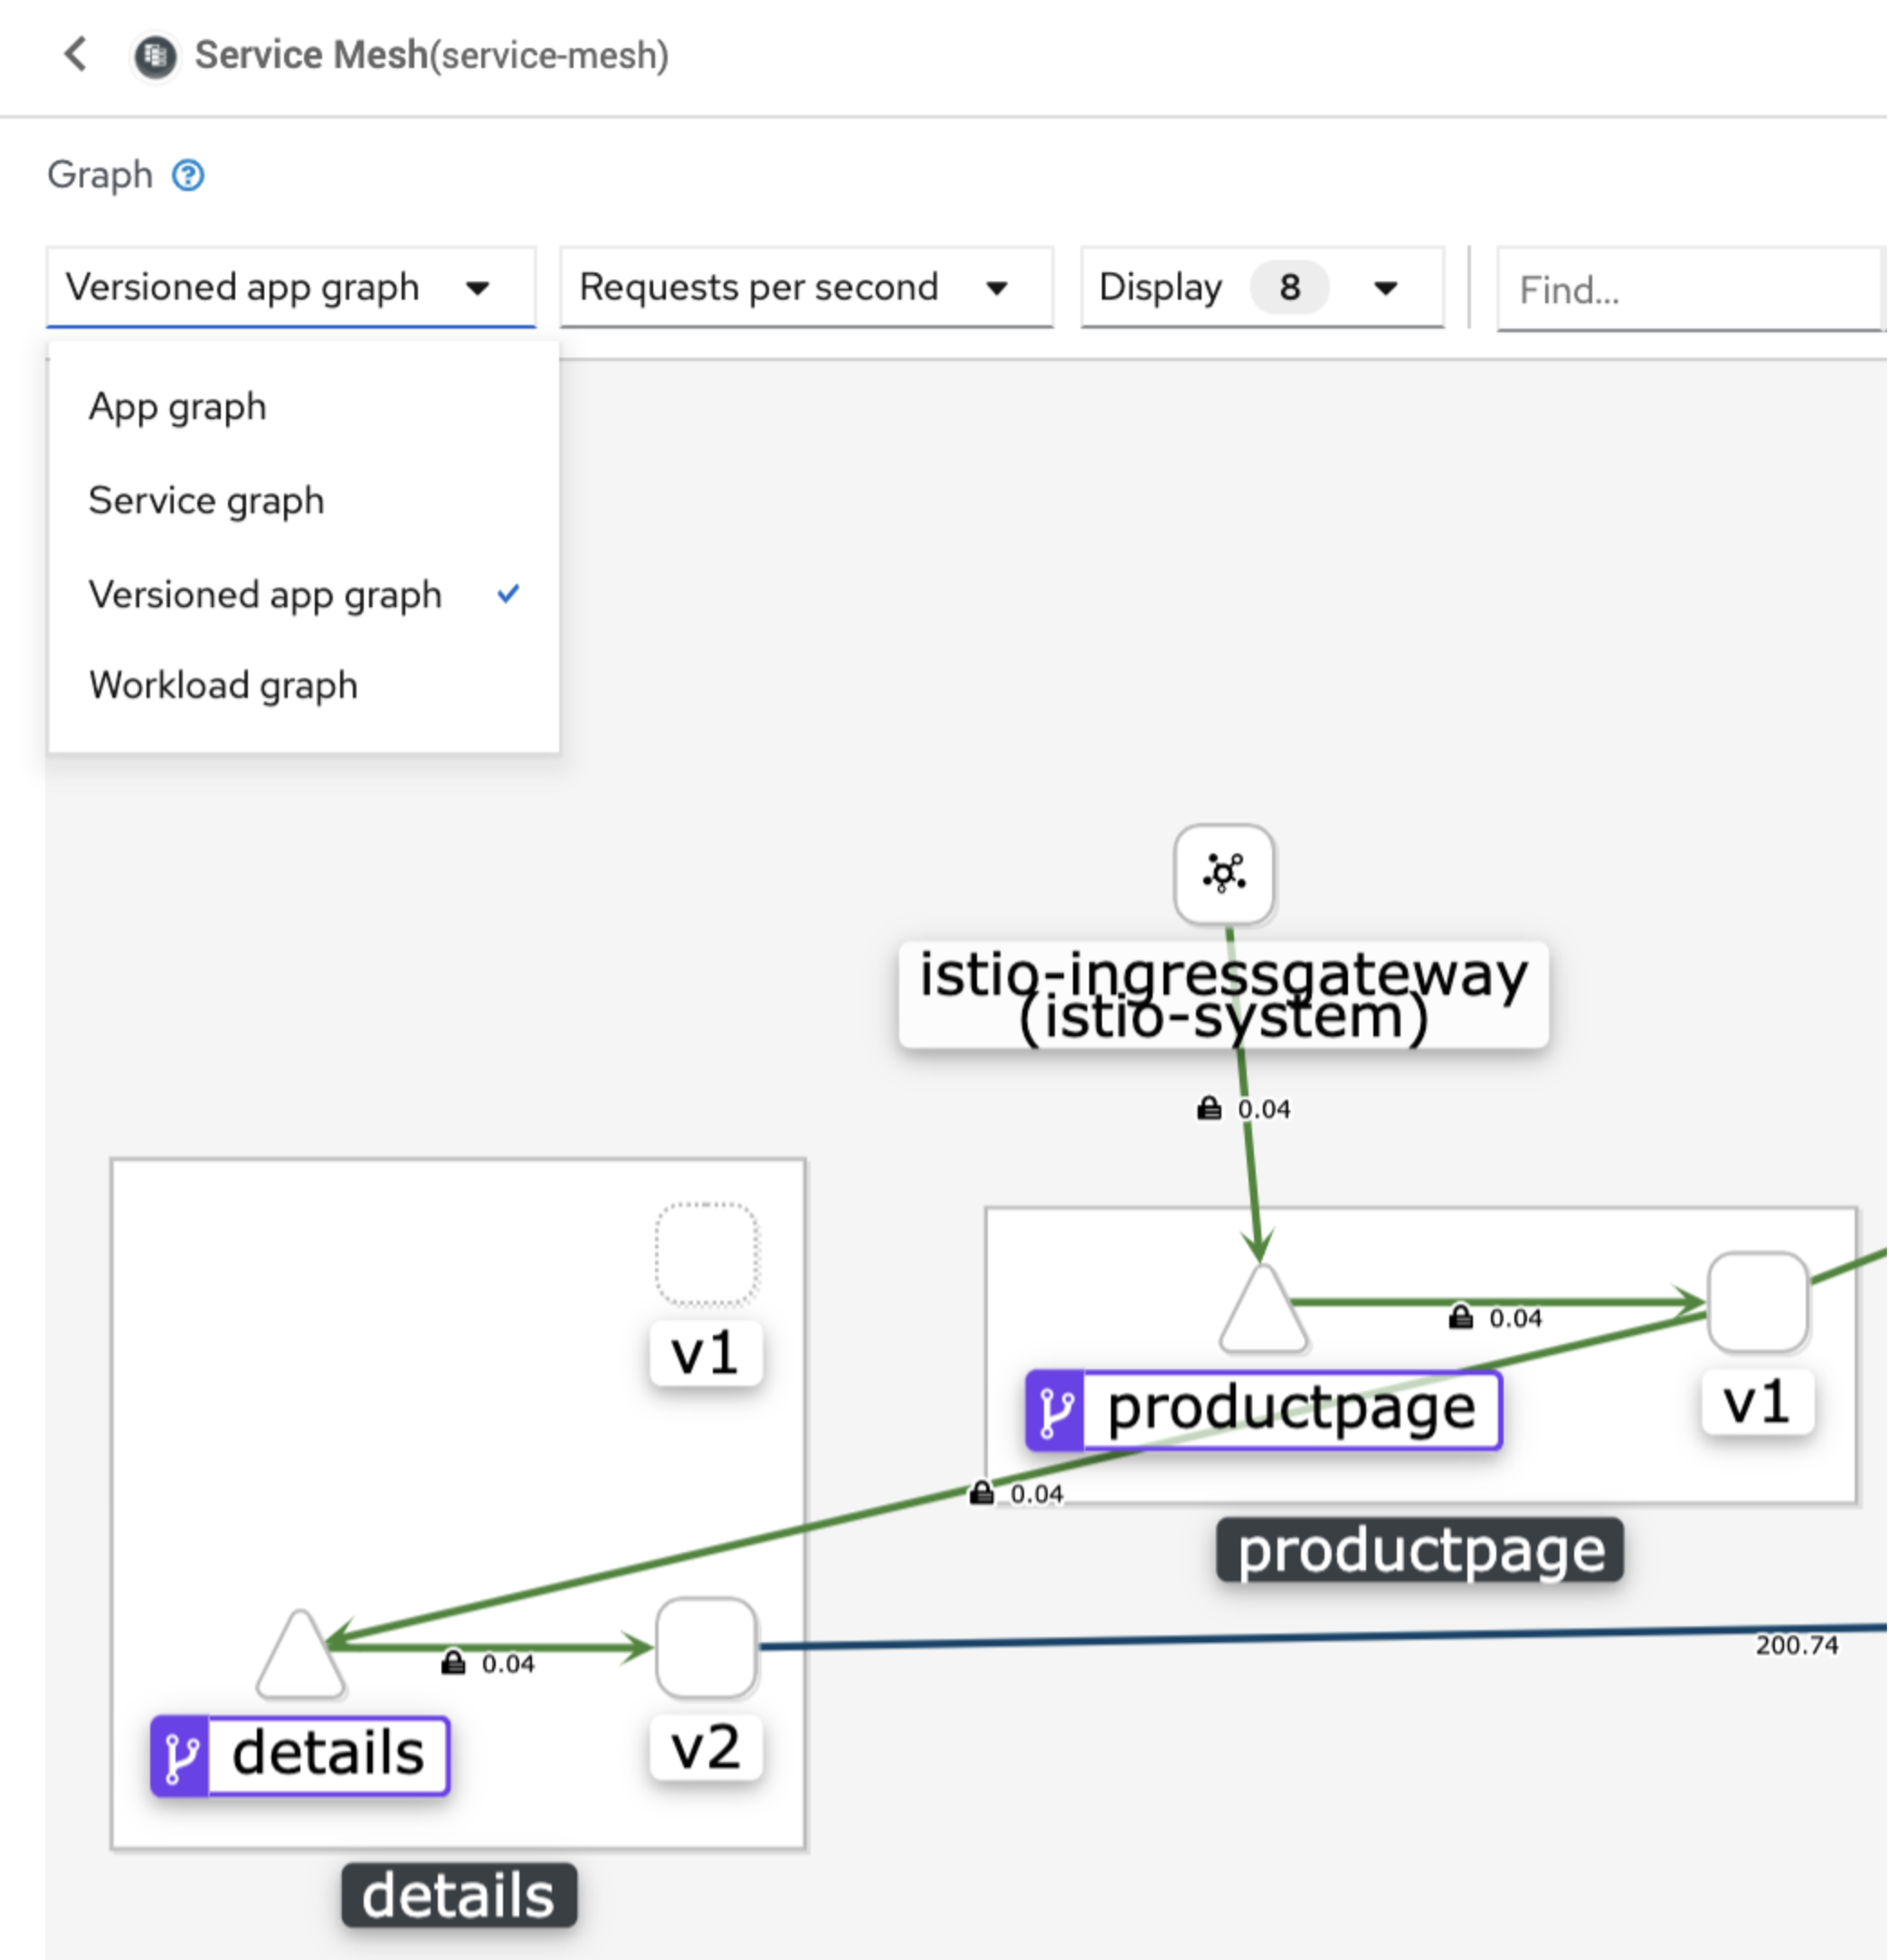 Service Mesh(service-mesh)
Graph ?
Versioned app graph
Requests per second
Display 8
Find...
App graph
Service graph
Versioned app graph
Workload graph
istio-ingressgateway
(istio-system)
0.04
v1
0.04
productpage
v1
0.04
productpage
0.04
200.74
details
v2
details